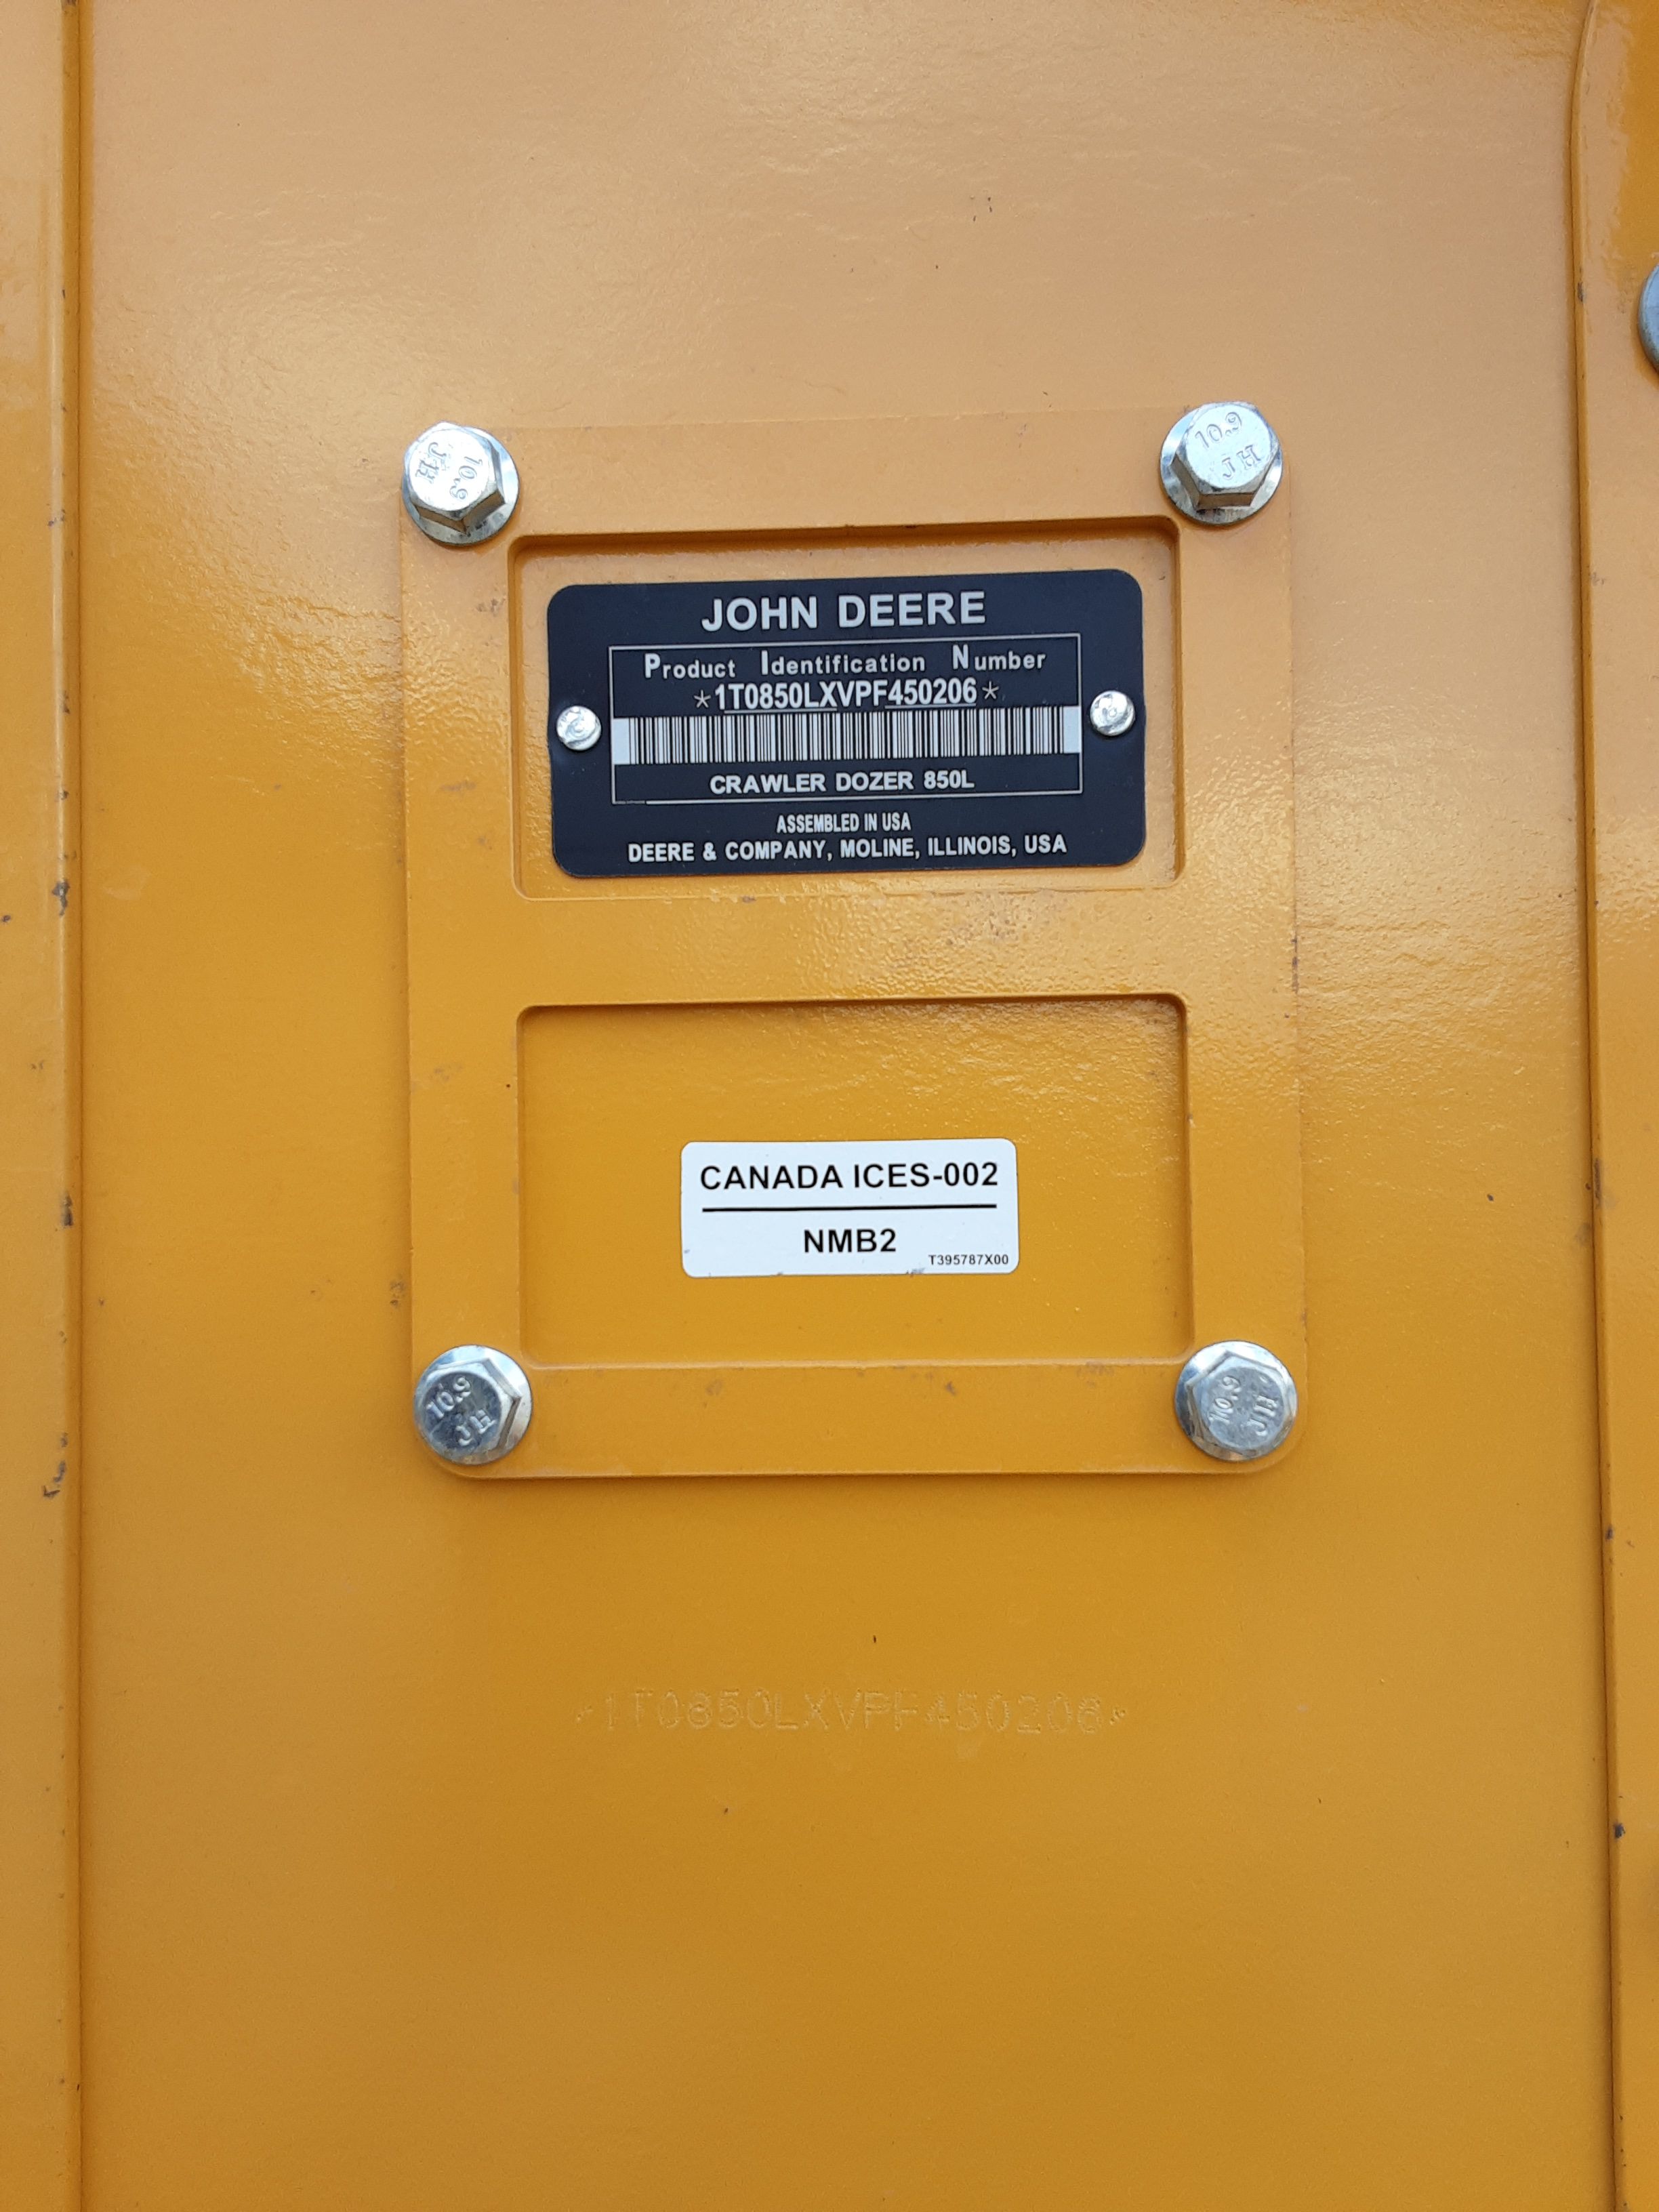 10.9
JH
10.9
JH
JOHN DEERE
Product Identification Number
*1T0850LXVPF450206*
CRAWLER DOZER 850L
ASSEMBLED IN USA
DEERE & COMPANY, MOLINE, ILLINOIS, USA
CANADA ICES-002
NMB2
T395787X00
10.9
JH
10.9
JH
*1T0850LXVPF450206*